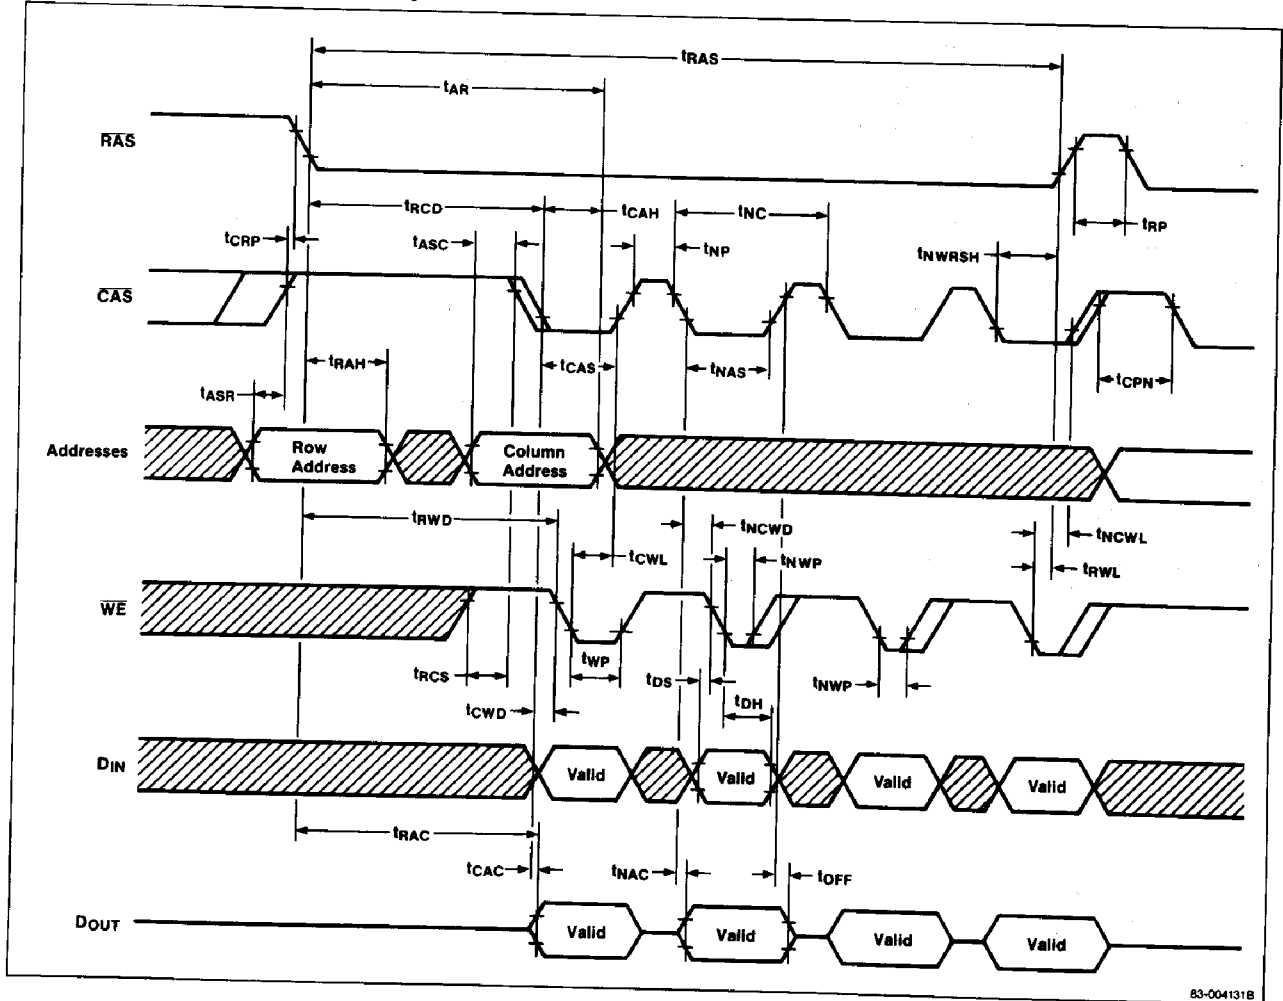 tRAS
tAR
RAS
tRCD
tCAH
tNC
tRP
tCRP
tASC
tNP
tNWRSH
CAS
tRAH
tCAS
tNAS
tCPN
tASR
Addresses
Row Address
Column Address
tRWD
tNCWD
tNCWL
tCWL
tNWP
tRWL
WE
tRCS
tWP
tDS
tNWP
tCWD
tDH
DIN
Valid
Valid
Valid
Valid
tRAC
tCAC
tNAC
tOFF
DOUT
Valid
Valid
Valid
Valid
83-004131B